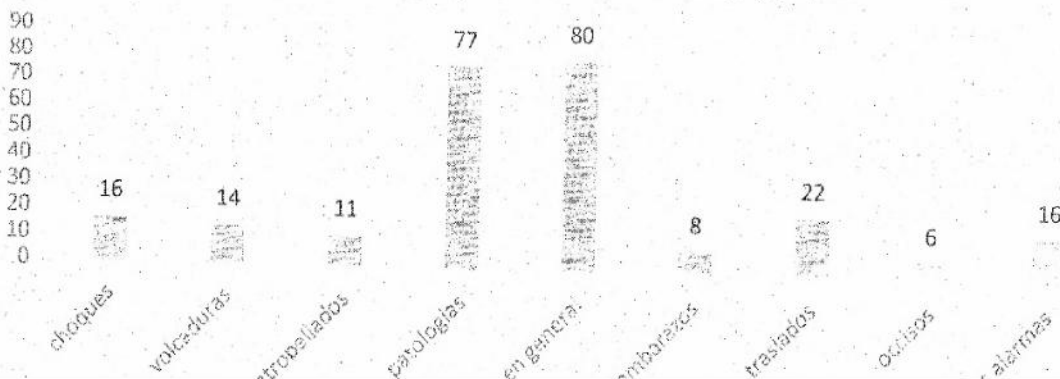 90
80
70
60
50
40
30
20
10
0
16
14
11
77
80
8
22
6
16
choques
volcaduras
atropellados
patologias
en general
embarazos
traslados
occisos
alarmas